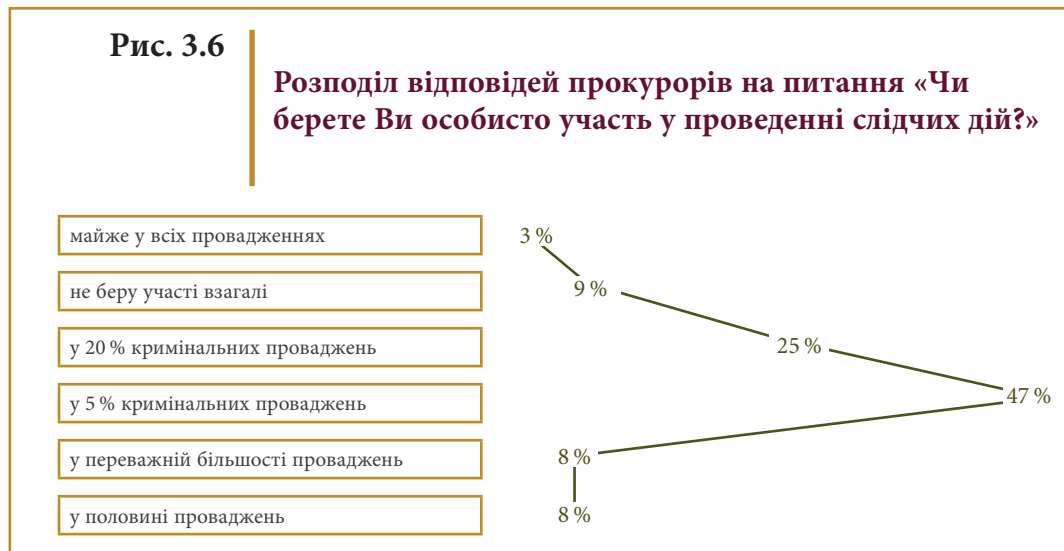 Рис. 3.6
Розподіл відповідей прокурорів на питання «Чи
берете Ви особисто участь у проведенні слідчих дій?»
майже у всіх провадженнях
3 %
не беру участі взагалі
9 %
у 20 % кримінальних проваджень
25 %
у 5 % кримінальних проваджень
47 %
у переважній більшості проваджень
8 %
у половині проваджень
8 %